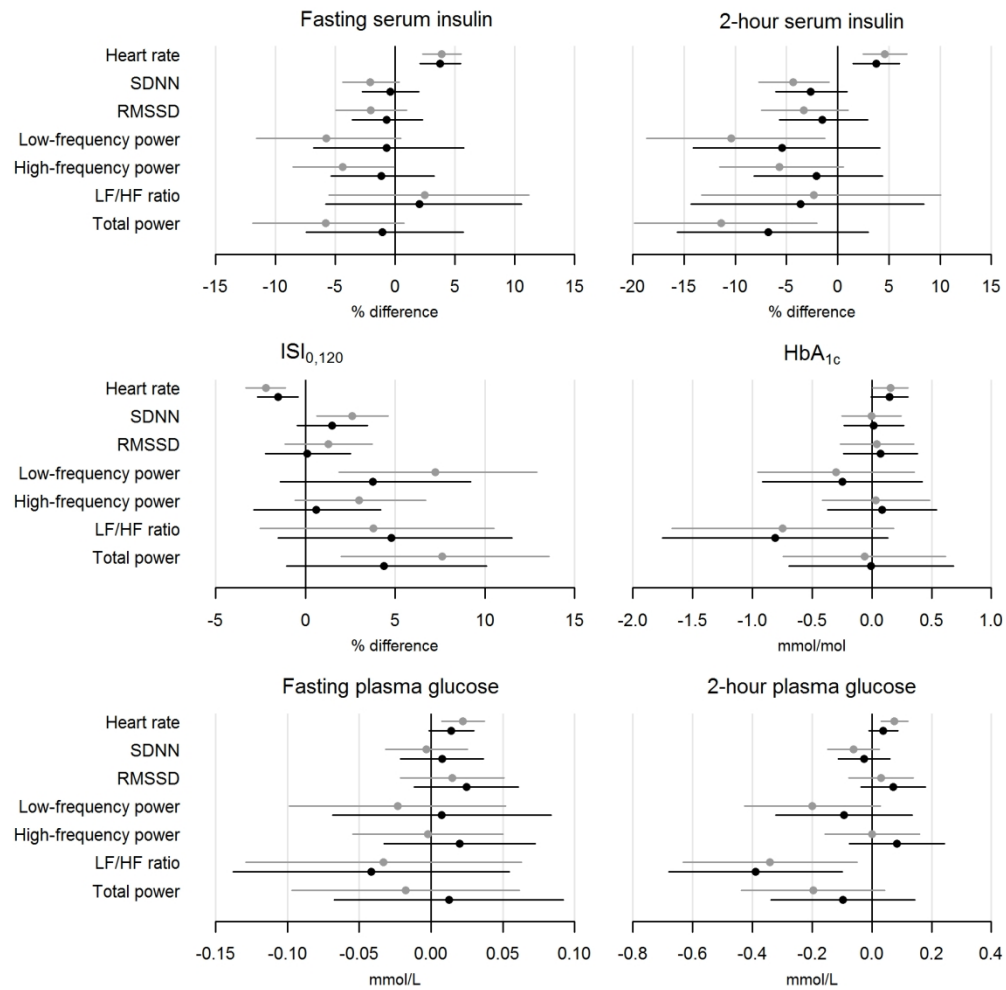 Fasting serum insulin
2-hour serum insulin
Heart rate
SDNN
RMSSD
Low-frequency power
High-frequency power
LF/HF ratio
Total power
-15 -10 -5 0 5 10 15
-20 -15 -10 -5 0 5 10 15
% difference
% difference
ISI0,120
HbA1c
Heart rate
SDNN
RMSSD
Low-frequency power
High-frequency power
LF/HF ratio
Total power
-5 0 5 10 15
-2.0 -1.5 -1.0 -0.5 0.0 0.5 1.0
% difference
mmol/mol
Fasting plasma glucose
2-hour plasma glucose
Heart rate
SDNN
RMSSD
Low-frequency power
High-frequency power
LF/HF ratio
Total power
-0.15 -0.10 -0.05 0.00 0.05 0.10
-0.8 -0.6 -0.4 -0.2 0.0 0.2 0.4
mmol/L
mmol/L